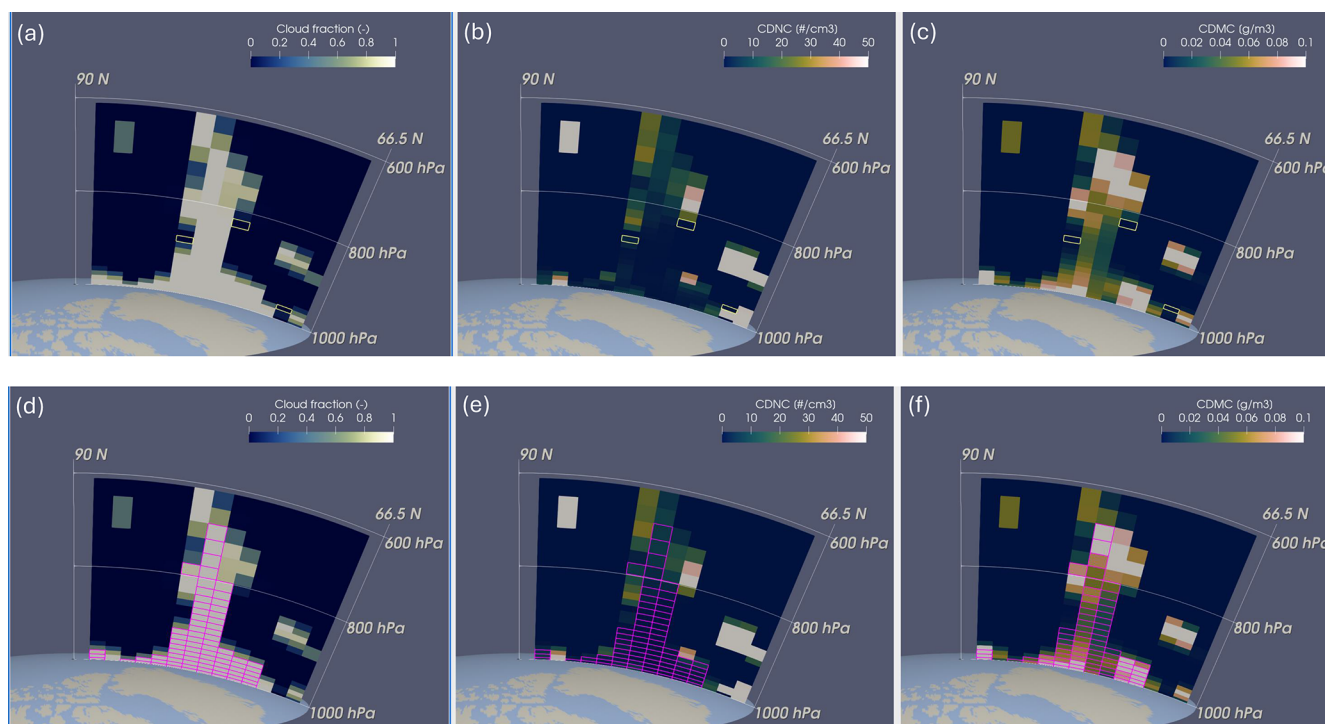 (a)
Cloud fraction (-)
0 0.2 0.4 0.6 0.8 1
90 N
66.5 N
600 hPa
800 hPa
1000 hPa
(b)
CDNC (#/cm3)
0 10 20 30 40 50
90 N
66.5 N
600 hPa
800 hPa
1000 hPa
(c)
CDMC (g/m3)
0 0.02 0.04 0.06 0.08 0.1
90 N
66.5 N
600 hPa
800 hPa
1000 hPa
(d)
Cloud fraction (-)
0 0.2 0.4 0.6 0.8 1
90 N
66.5 N
600 hPa
800 hPa
1000 hPa
(e)
CDNC (#/cm3)
0 10 20 30 40 50
90 N
66.5 N
600 hPa
800 hPa
1000 hPa
(f)
CDMC (g/m3)
0 0.02 0.04 0.06 0.08 0.1
90 N
66.5 N
600 hPa
800 hPa
1000 hPa